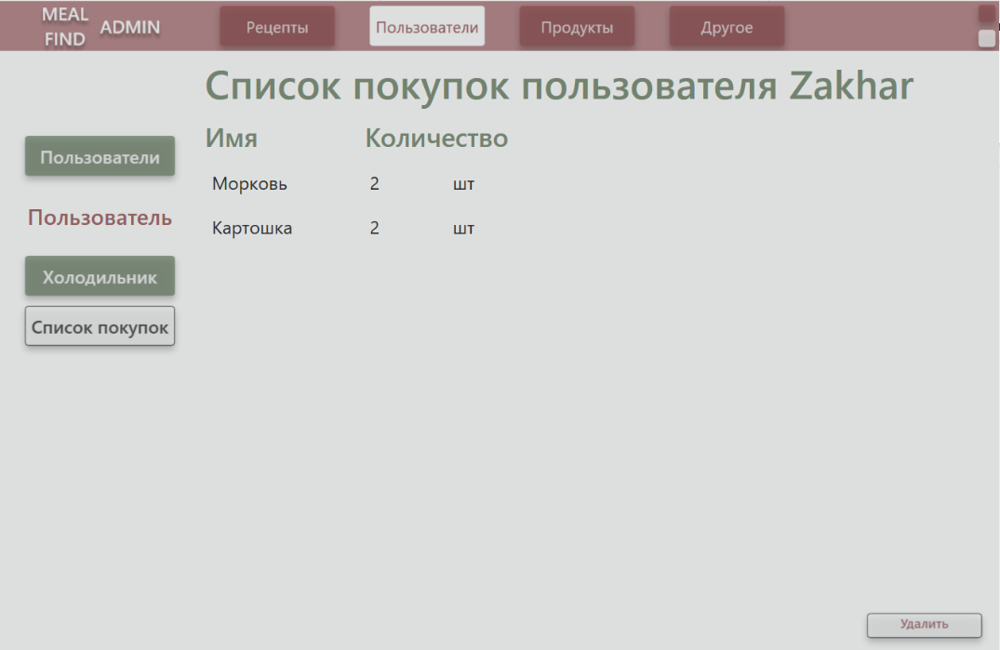 MEAL
FIND
ADMIN
Рецепты
Пользователи
Продукты
Другое
Список покупок пользователя Zakhar
Пользователи
Пользователь
Холодильник
Список покупок
Имя Количество
Морковь 2 шт
Картошка 2 шт
Удалить